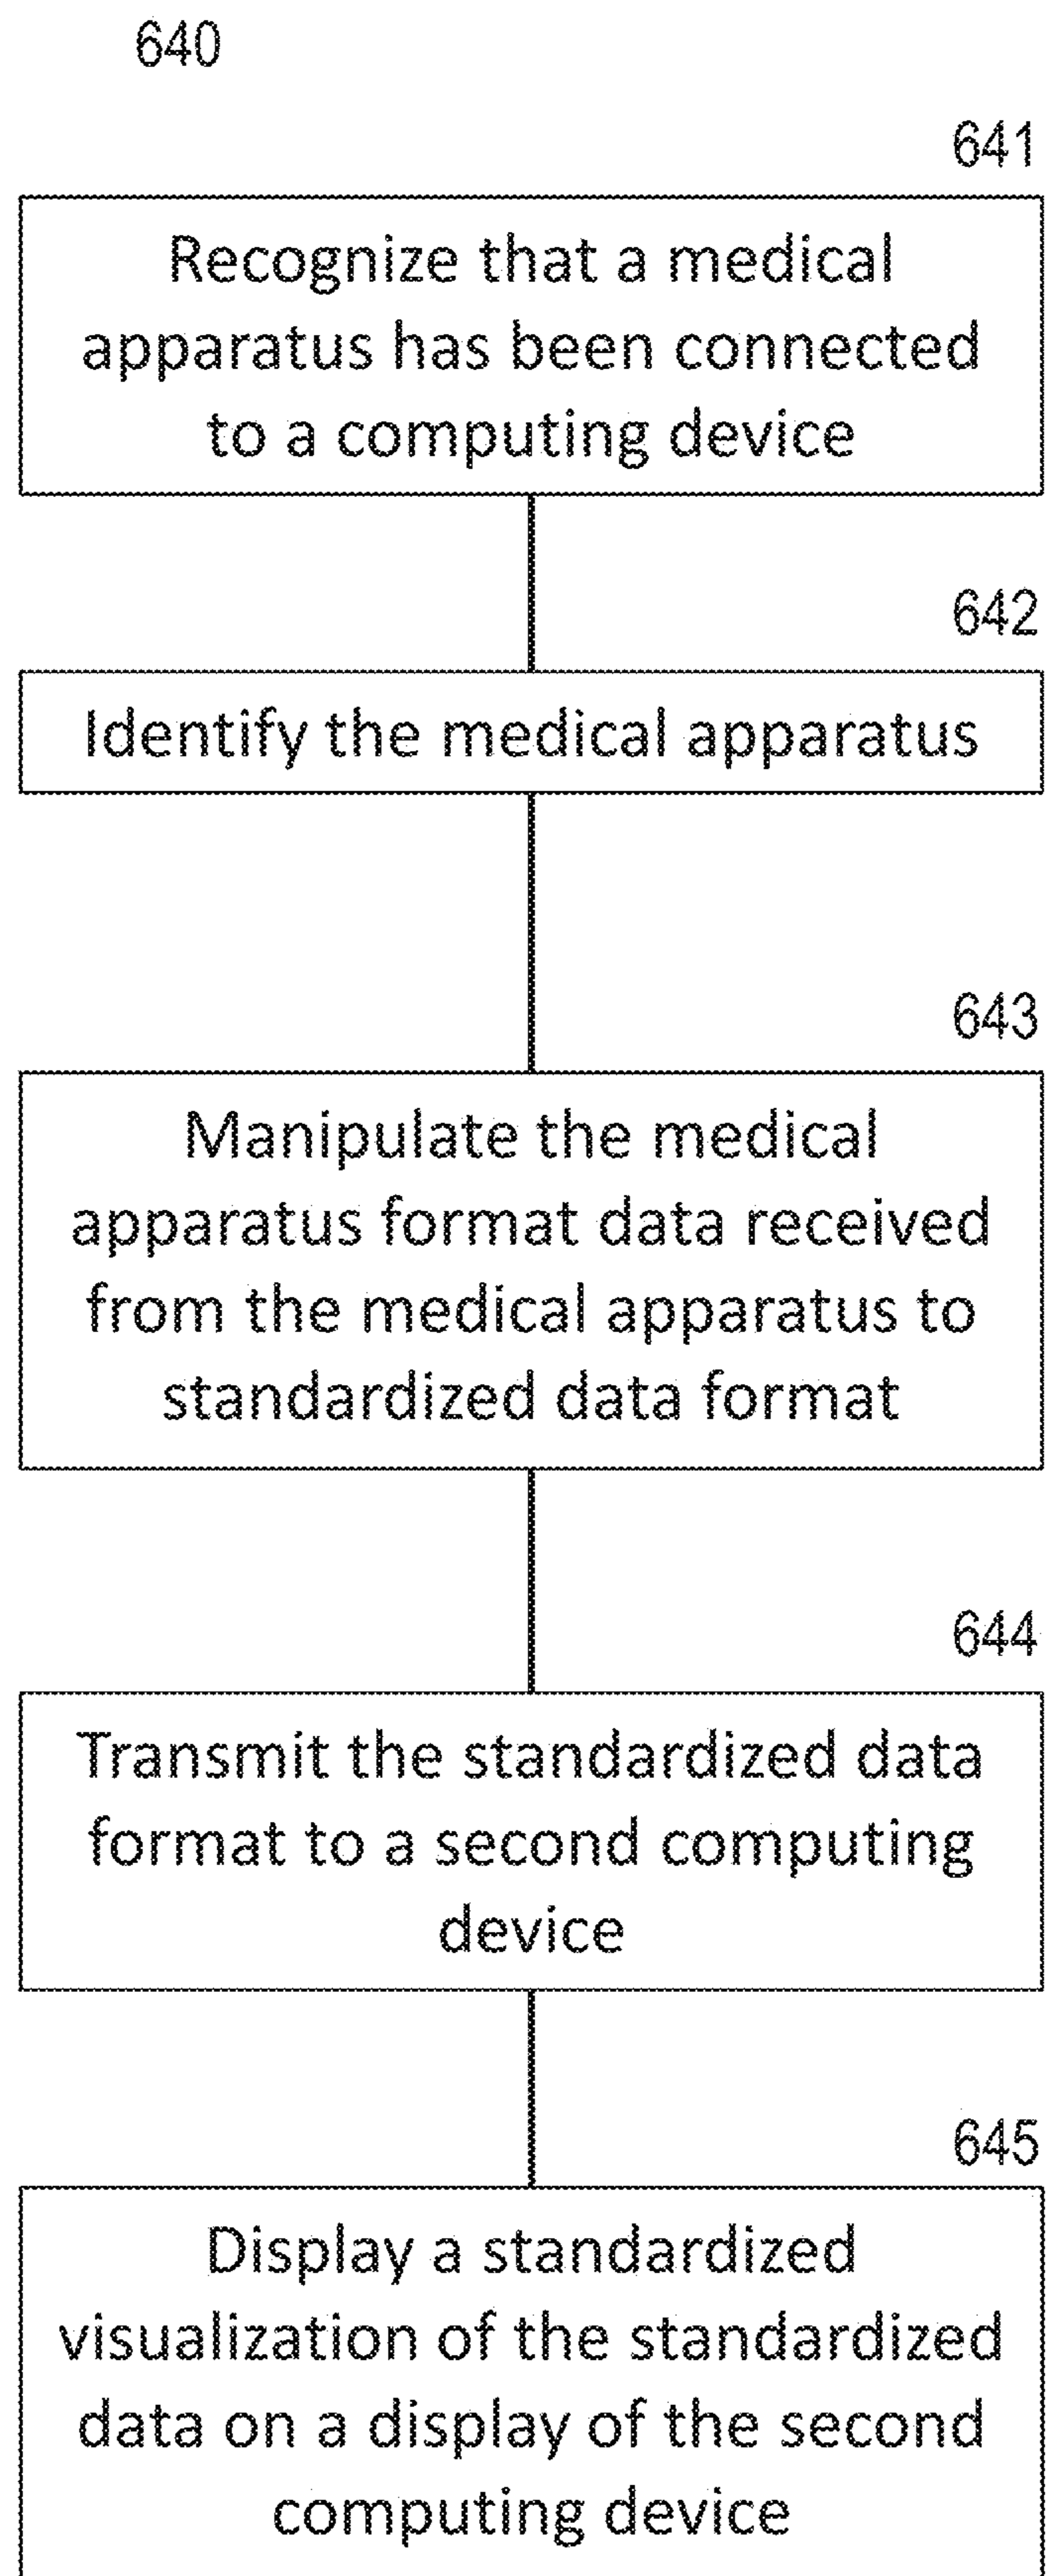 640
641
Recognize that a medical
apparatus has been connected
to a computing device
642
Identify the medical apparatus
643
Manipulate the medical
apparatus format data received
from the medical apparatus to
standardized data format
644
Transmit the standardized data
format to a second computing
device
645
Display a standardized
visualization of the standardized
data on a display of the second
computing device